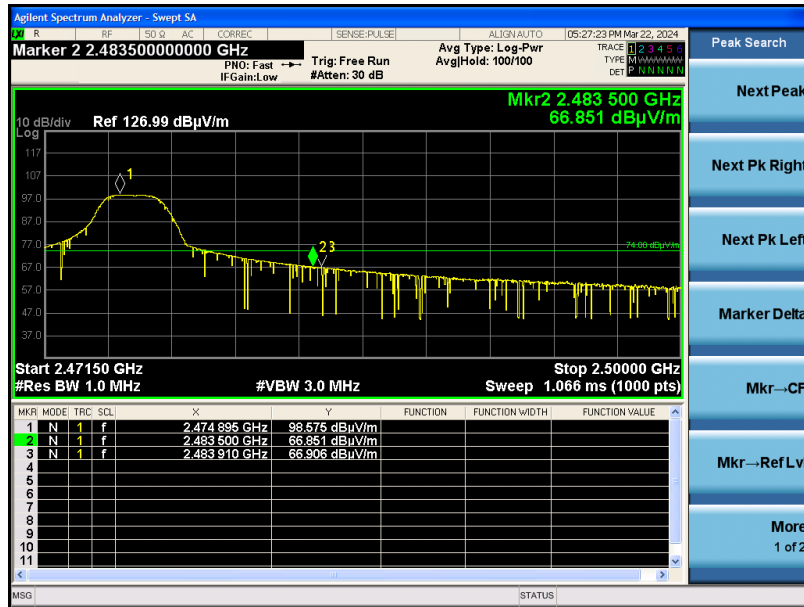 Agilent Spectrum Analyzer - Swept SA
LXI R RF 50 Ω AC CORREC SENSE:PULSE ALIGN AUTO 05:27:23 PM Mar 22, 2024
Marker 2 2.483500000000 GHz
PNO: Fast
IFGain:Low
Trig: Free Run
#Atten: 30 dB
Avg Type: Log-Pwr
Avg|Hold: 100/100
TRACE 1 2 3 4 5 6
TYPE M WWWWW
DET P N N N N N
Mkr2 2.483 500 GHz
66.851 dBµV/m
10 dB/div Ref 126.99 dBµV/m
Log
117
107
97.0
87.0
77.0
67.0
57.0
47.0
37.0
1
2 3
74.00 dBµV/m
Start 2.47150 GHz Stop 2.50000 GHz
#Res BW 1.0 MHz #VBW 3.0 MHz Sweep 1.066 ms (1000 pts)
MKR MODE TRC SCL X Y FUNCTION FUNCTION WIDTH FUNCTION VALUE
1 N 1 f 2.474 895 GHz 98.575 dBµV/m
2 N 1 f 2.483 500 GHz 66.851 dBµV/m
3 N 1 f 2.483 910 GHz 66.906 dBµV/m
4
5
6
7
8
9
10
11
MSG STATUS
Peak Search
Next Peak
Next Pk Right
Next Pk Left
Marker Delta
Mkr→CF
Mkr→Ref Lv
More
1 of 2